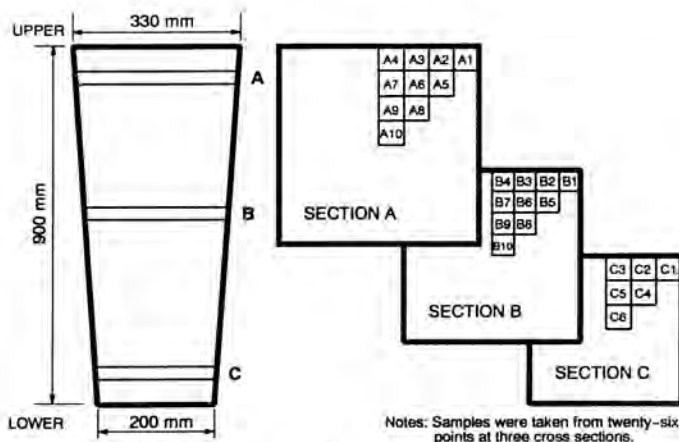 330 mm
UPPER
A
B
C
900 mm
LOWER
200 mm
A4 A3 A2 A1
A7 A6 A5
A9 A8
A10
SECTION A
B4 B3 B2 B1
B7 B6 B5
B9 B8
B10
SECTION B
C3 C2 C1
C5 C4
C6
SECTION C
Notes: Samples were taken from twenty-six
points at three cross sections.